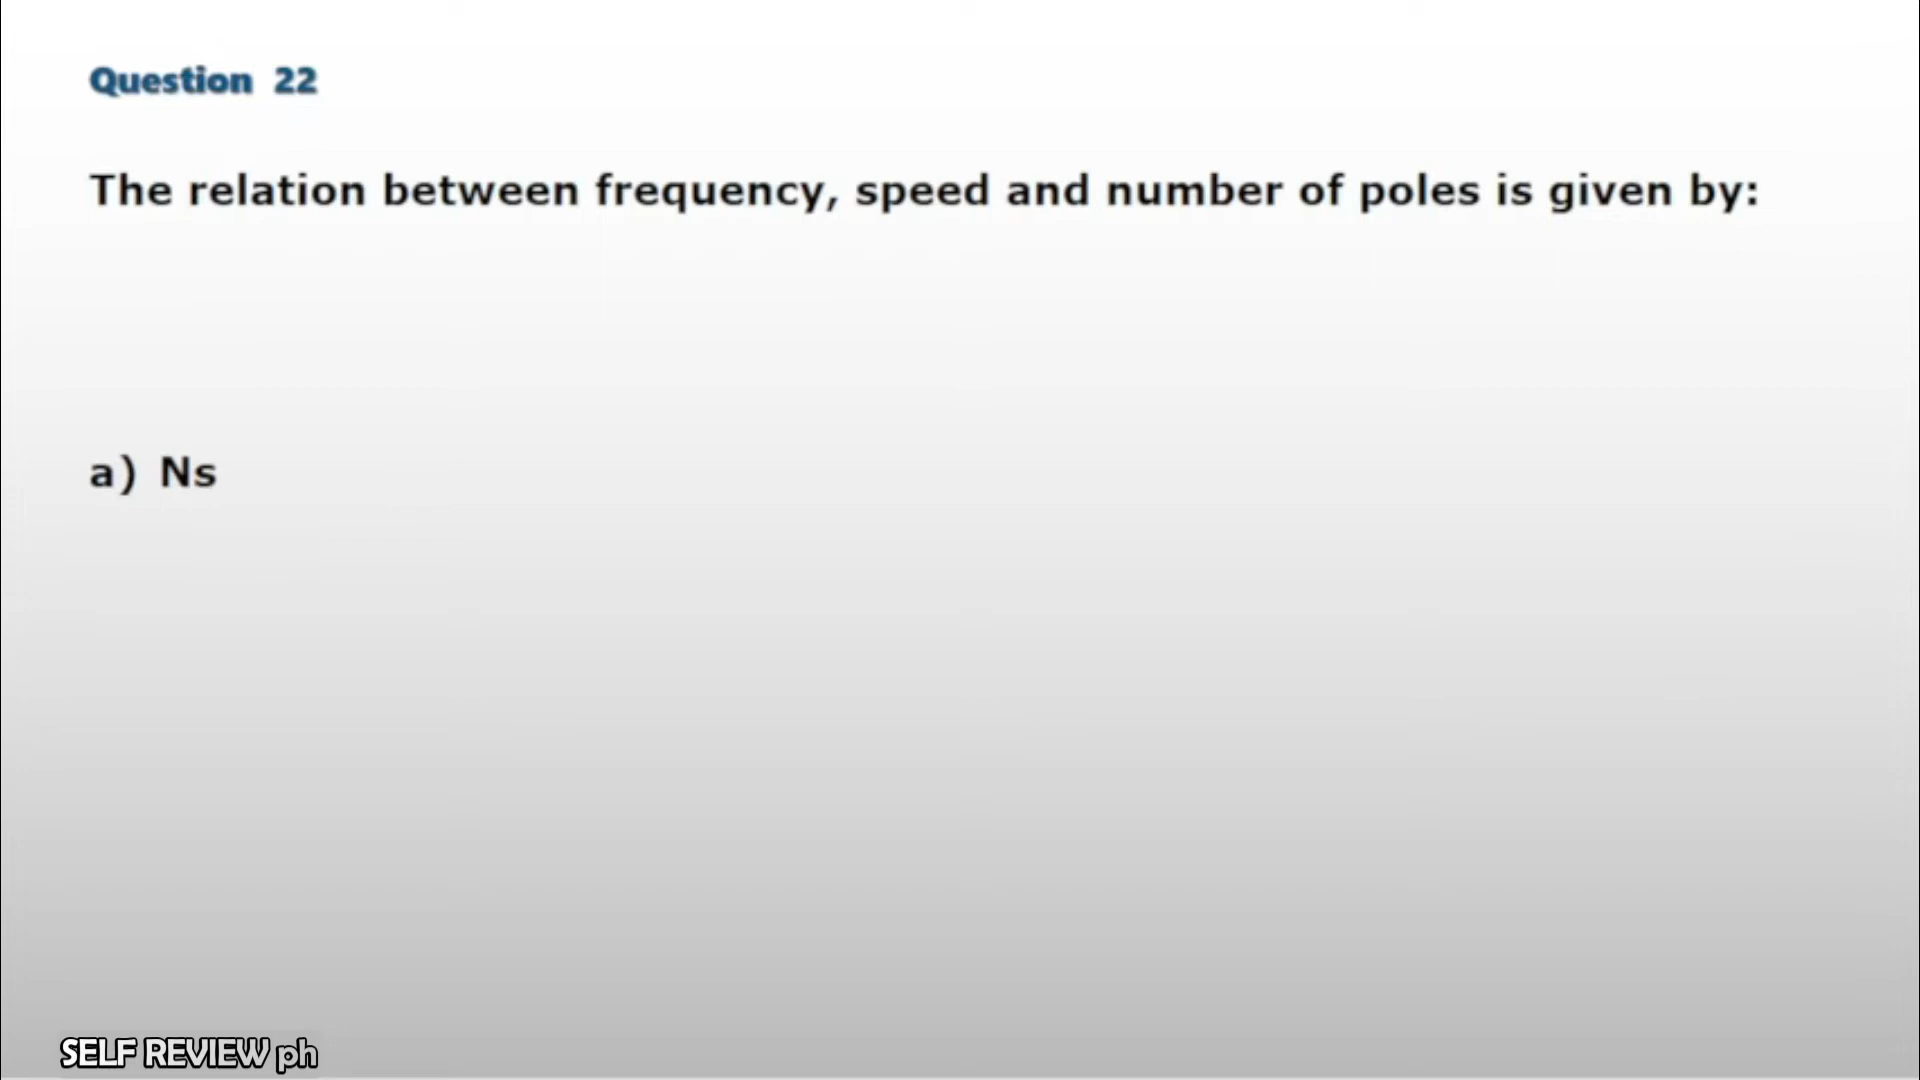 Question 22
The relation between frequency, speed and number of poles is given by:
a) Ns
SELF REVIEW ph